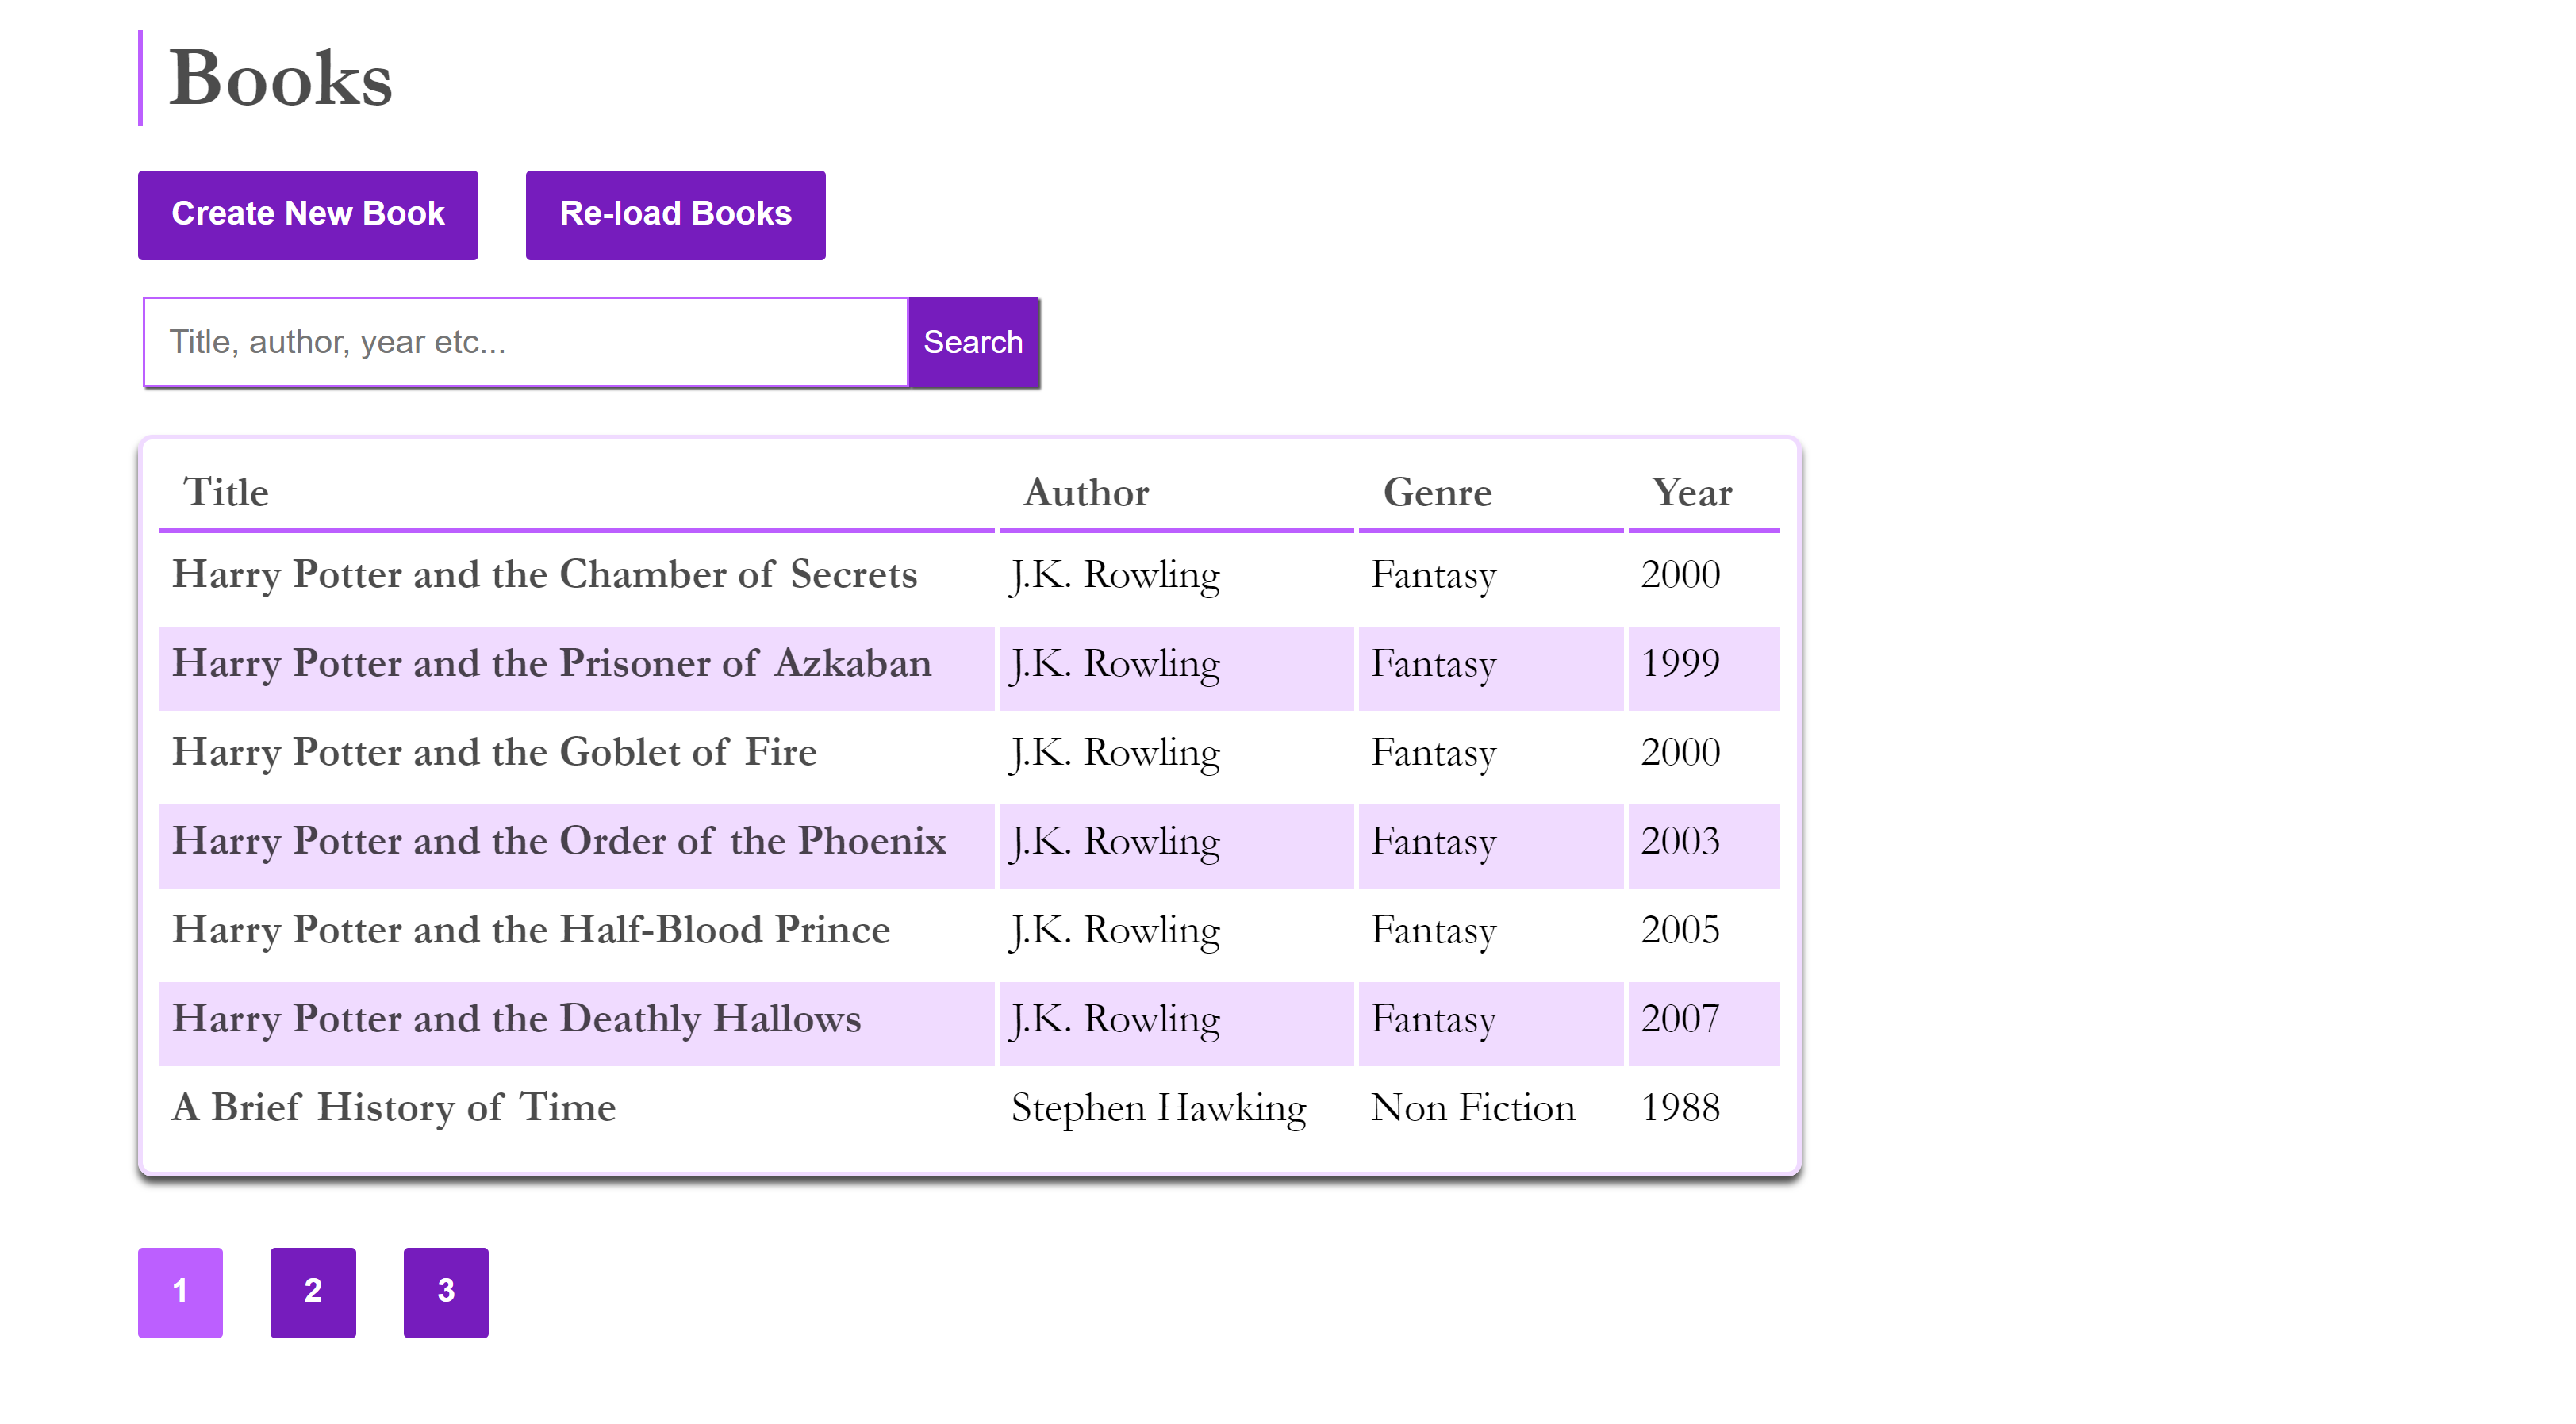 Books
Create New Book Re-load Books
Title, author, year etc... Search
Title Author Genre Year
Harry Potter and the Chamber of Secrets J.K. Rowling Fantasy 2000
Harry Potter and the Prisoner of Azkaban J.K. Rowling Fantasy 1999
Harry Potter and the Goblet of Fire J.K. Rowling Fantasy 2000
Harry Potter and the Order of the Phoenix J.K. Rowling Fantasy 2003
Harry Potter and the Half-Blood Prince J.K. Rowling Fantasy 2005
Harry Potter and the Deathly Hallows J.K. Rowling Fantasy 2007
A Brief History of Time Stephen Hawking Non Fiction 1988
1 2 3